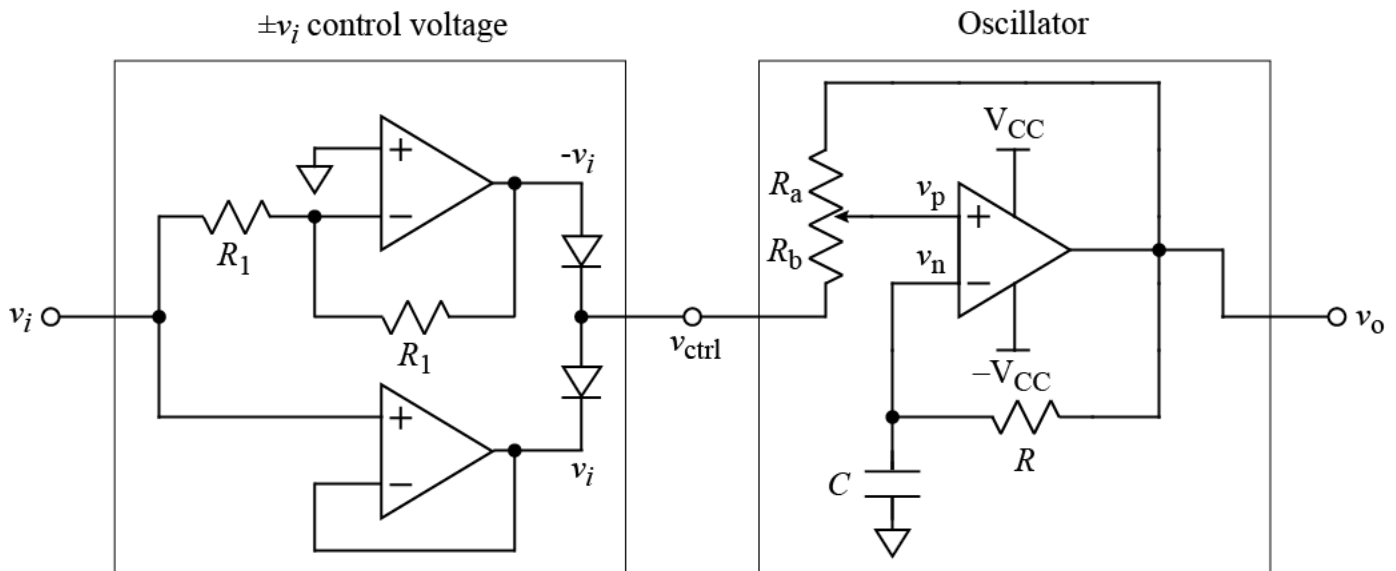 ±vi control voltage
Oscillator
+
−
-vi
R1
R1
vi
vctrl
+
−
vi
VCC
Ra
Rb
vp
vn
+
−
–VCC
R
C
vo